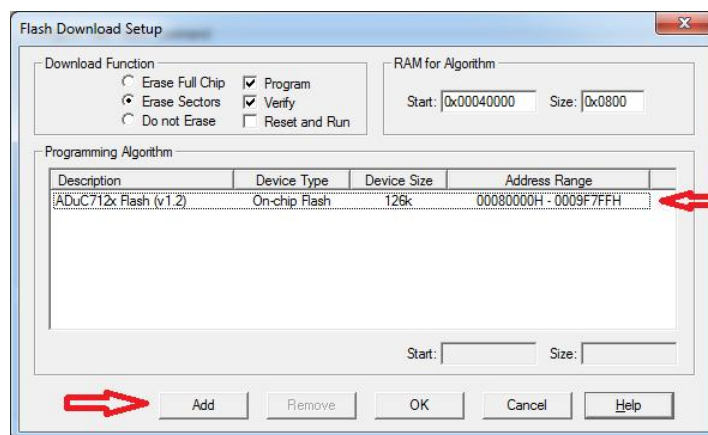 Flash Download Setup
Download Function
Erase Full Chip
Program
Erase Sectors
Verify
Do not Erase
Reset and Run
RAM for Algorithm
Start: 0x00040000 Size: 0x0800
Programming Algorithm
Description Device Type Device Size Address Range
ADuC712x Flash (v1.2) On-chip Flash 126k 00080000H - 0009F7FFH
Start: Size:
Add Remove OK Cancel Help